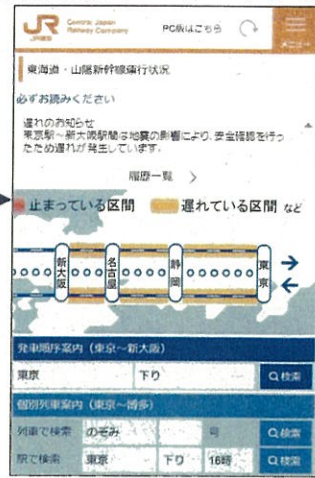 JR
Central Japan
Railway Company
JR東海
PC版はこちら
メニュー
東海道・山陽新幹線運行状況
必ずお読みください
遅れのお知らせ
東京駅~新大阪駅間は地震の影響により、安全確認を行っ
たため遅れが発生しています。
履歴一覧 >
止まっている区間 遅れている区間 など
新大阪 名古屋 静岡 東京
発車順序案内(東京~新大阪)
東京 下り 検索
個別列車案内(東京~博多)
列車で検索 のぞみ 号 検索
駅で検索 東京 下り 16時 検索